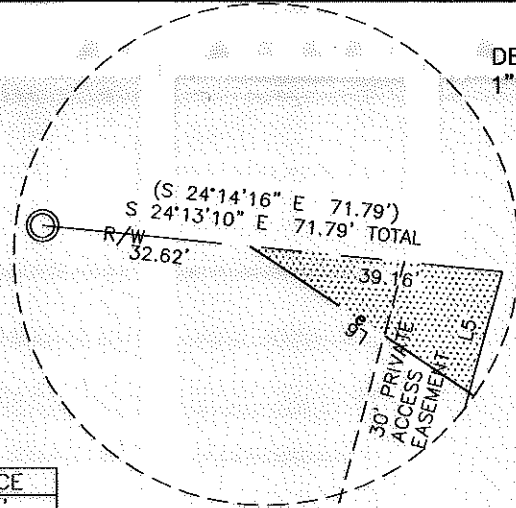 DE
1"
(S 24°14'16" E 71.79')
S 24°13'10" E 71.79' TOTAL
R/W
32.62'
39.16
L5
30' PRIVATE
ACCESS
EASEMENT
CE